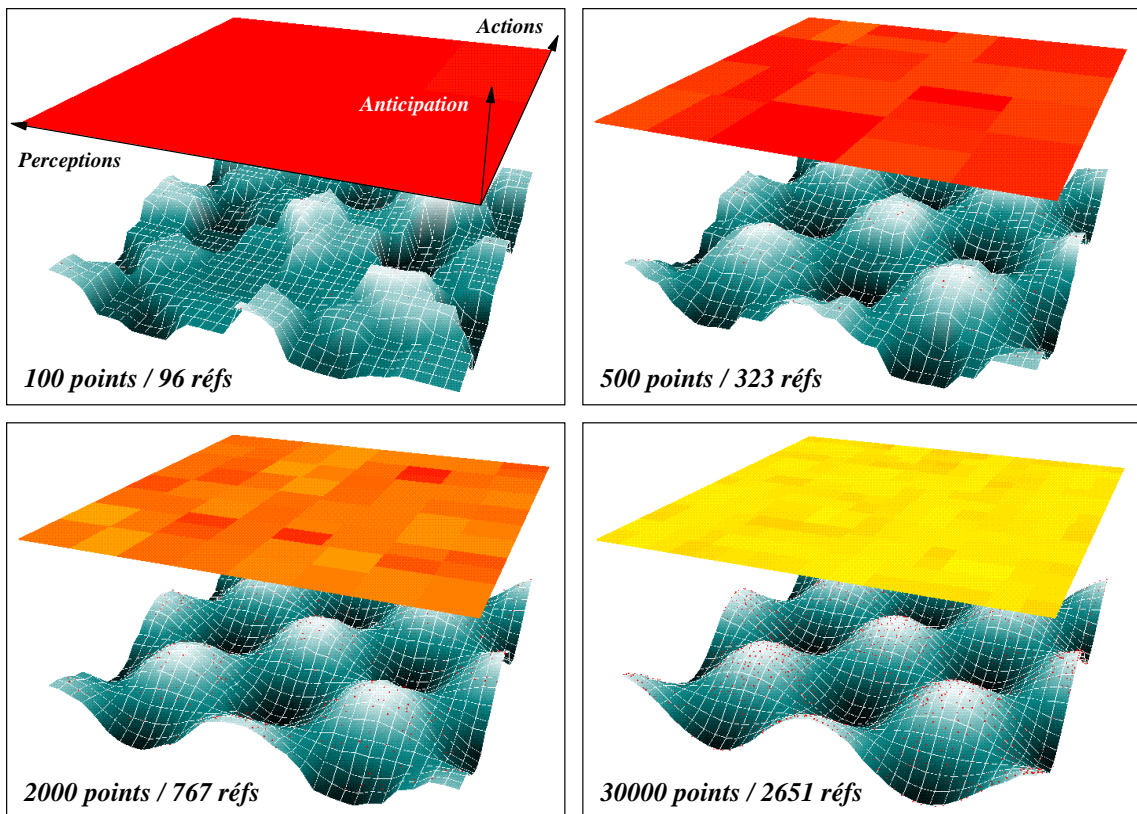 Actions
Anticipation
Perceptions
100 points / 96 réfs
500 points / 323 réfs
2000 points / 767 réfs
30000 points / 2651 réfs